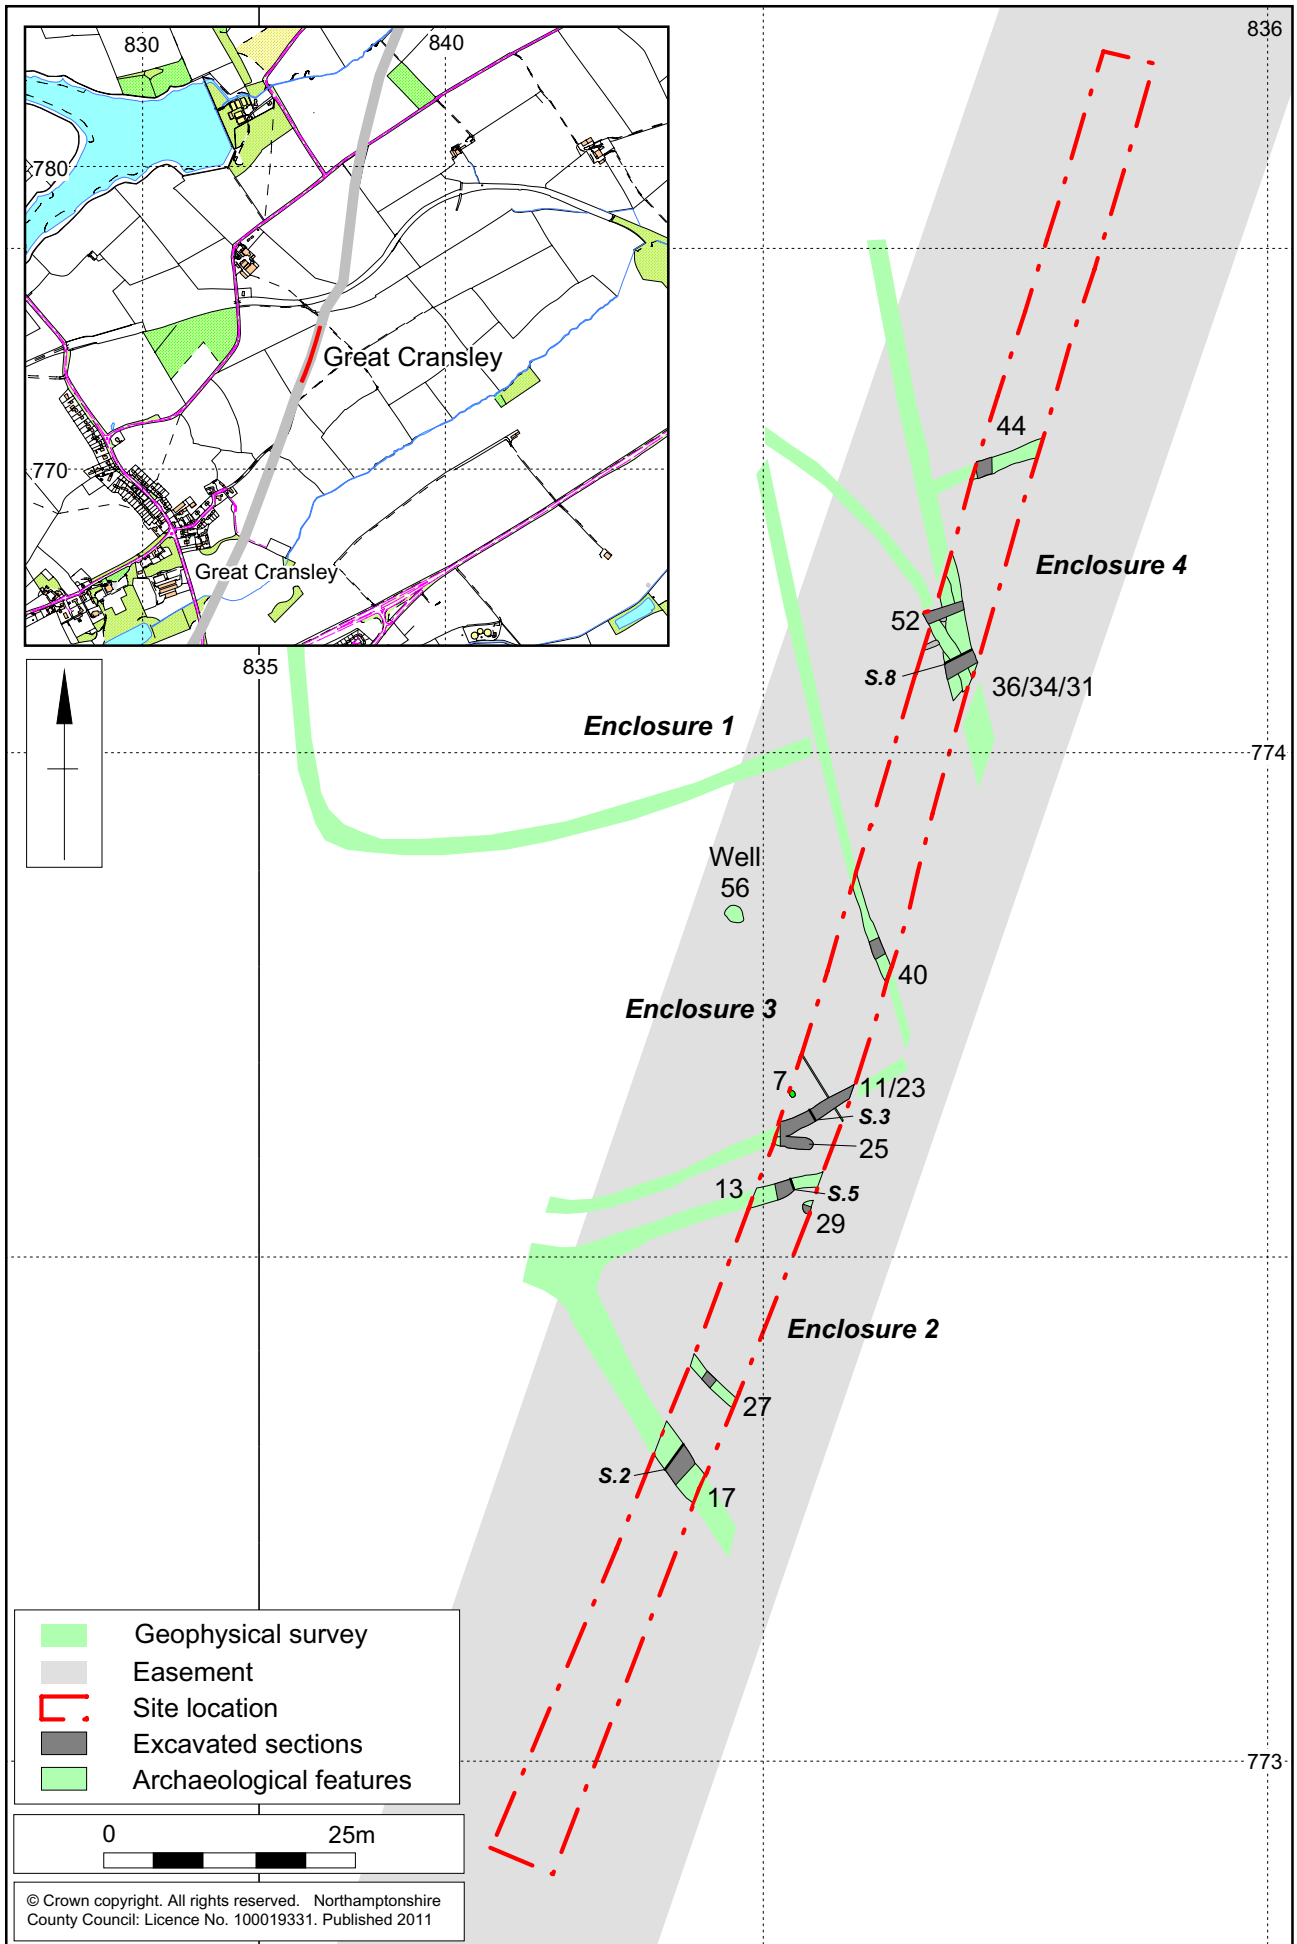 836
830
840
780
Great Cransley
770
Great Cransley
835
44
Enclosure 4
52
S.8
36/34/31
Enclosure 1
774
Well
56
40
Enclosure 3
7
11/23
S.3
25
13
S.5
29
Enclosure 2
27
S.2
17
Geophysical survey
Easement
Site location
Excavated sections
Archaeological features
773
0 25m
© Crown copyright. All rights reserved. Northamptonshire
County Council: Licence No. 100019331. Published 2011